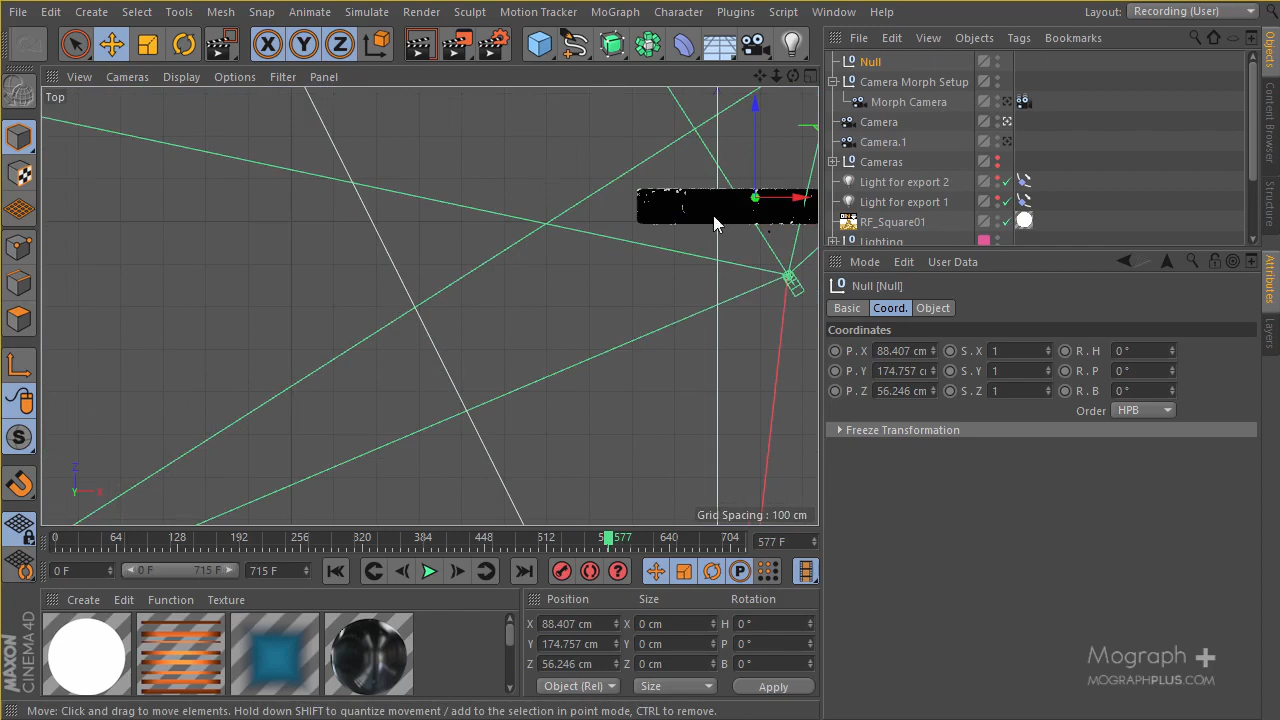 File Edit Create Select Tools Mesh Snap Animate Simulate Render Sculpt Motion Tracker MoGraph Character Plugins Script Window Help Layout: Recording (User)
X Y Z
File Edit View Objects Tags Bookmarks
View Cameras Display Options Filter Panel
Top
Null
Camera Morph Setup
Morph Camera
Camera
Camera.1
Cameras
Light for export 2
Light for export 1
RF_Square01
Lighting
Objects
Content Browser
Structure
Attributes
Layers
Mode Edit User Data
Null [Null]
Basic Coord. Object
Coordinates
P . X 88.407 cm S . X 1 R . H 0 °
P . Y 174.757 c S . Y 1 R . P 0 °
P . Z 56.246 cm S . Z 1 R . B 0 °
Order HPB
Freeze Transformation
S
Z
Y X
Grid Spacing : 100 cm
0 64 128 192 256 320 384 448 512 577 640 704 577 F
0 F 0 F 715 F 715 F
P
Create Edit Function Texture
Position Size Rotation
X 88.407 cm X 0 cm H 0 °
Y 174.757 cm Y 0 cm P 0 °
Z 56.246 cm Z 0 cm B 0 °
Object (Rel) Size Apply
MAXON
CINEMA 4D
Mograph +
MOGRAPHPLUS.COM
Move: Click and drag to move elements. Hold down SHIFT to quantize movement / add to the selection in point mode, CTRL to remove.